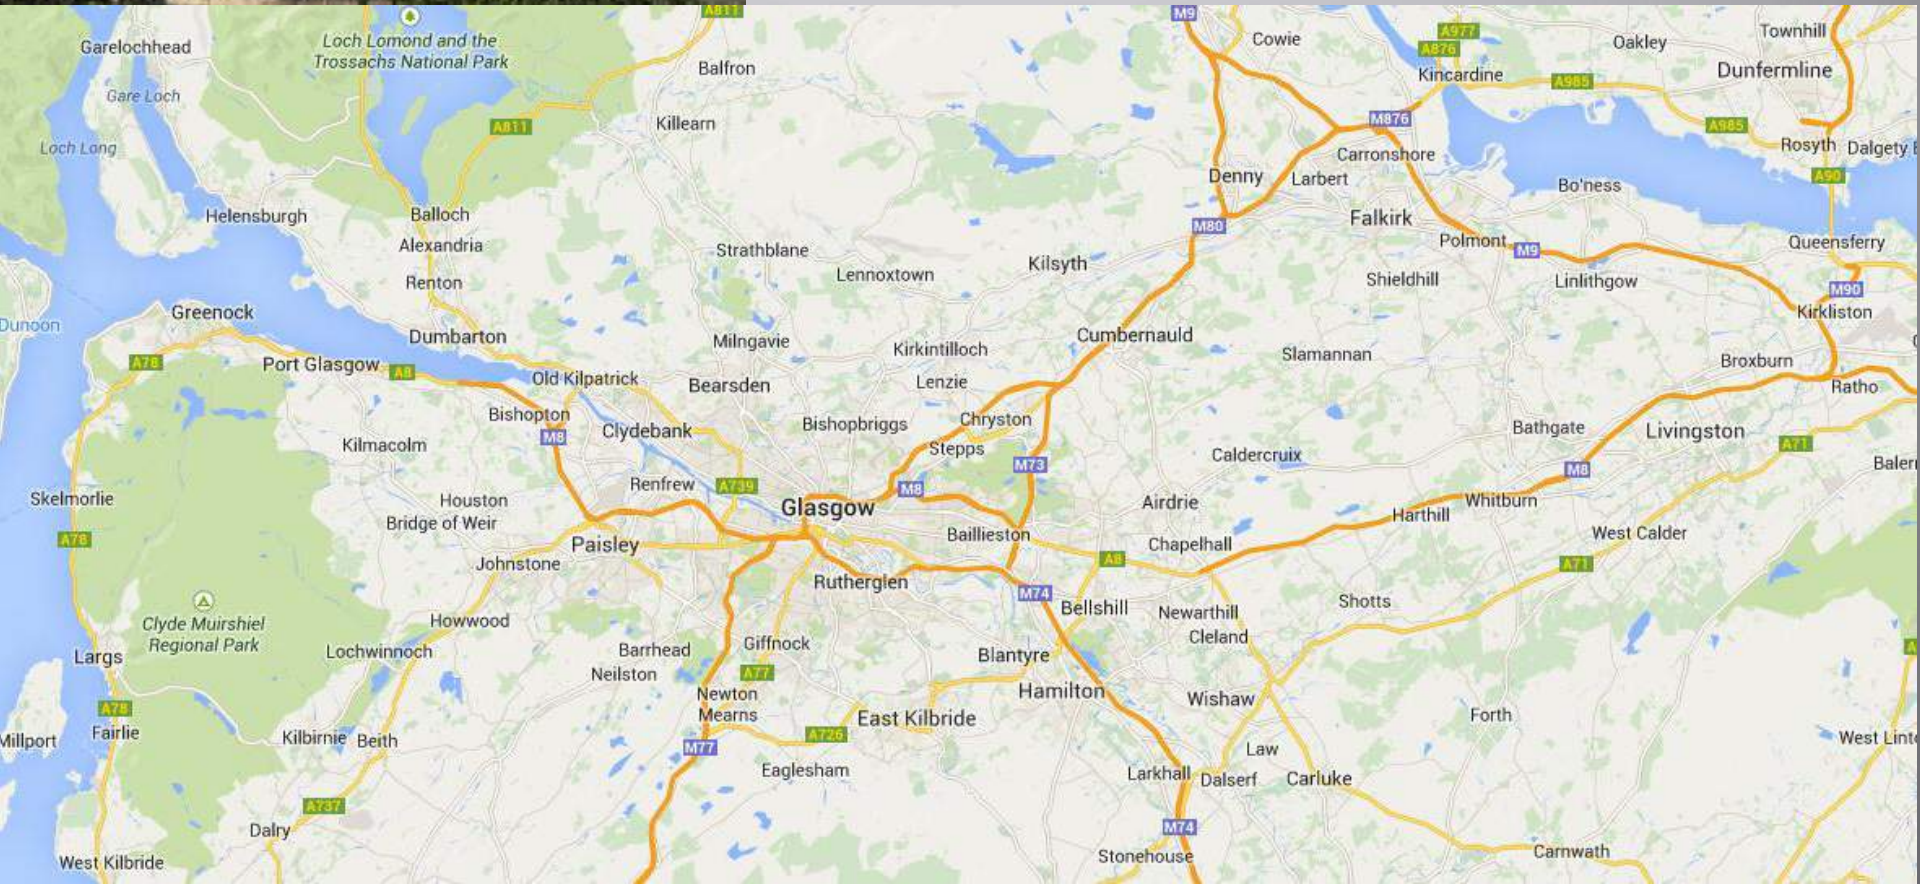 A811
M9
Cowie
A977
A876
Oakley
Townhill
Garelochhead
Loch Lomond and the
Trossachs National Park
Balfron
Kincardine
A985
Dunfermline
Gare Loch
A811
Killearn
M876
A985
Loch Long
Carronshore
Rosyth
Dalgety
Denny
Larbert
Bo'ness
A90
Helensburgh
Balloch
M80
Falkirk
Alexandria
Strathblane
Polmont
M9
Queensferry
Lennoxtown
Kilsyth
Renton
Shieldhill
Linlithgow
M90
Dunoon
Greenock
Kirkliston
Dumbarton
Milngavie
Kirkintilloch
Cumbernauld
Slamannan
A78
Port Glasgow
A8
Broxburn
Old Kilpatrick
Bearsden
Lenzie
Ratho
Bishopton
M8
Clydebank
Bishopbriggs
Chryston
Bathgate
Livingston
A71
Kilmacolm
Stepps
M73
Caldercruix
M8
Baler
Skelmorlie
Houston
Renfrew
A739
M8
Glasgow
Airdrie
Whitburn
Harthill
Bridge of Weir
A78
Paisley
Baillieston
Chapelhall
West Calder
Johnstone
A8
A71
Rutherglen
M74
Bellshill
Newarthill
Shotts
Clyde Muirshiel
Regional Park
Howwood
Cleland
Largs
Lochwinnoch
Barrhead
Giffnock
Blantyre
A
Neilston
A77
Newton
Mearns
Hamilton
Wishaw
A78
Fairlie
East Kilbride
Forth
Millport
Kilbirnie
Beith
M77
A726
Law
West Lint
Eaglesham
Larkhall
Dalserf
Carluke
A737
Dalry
M74
West Kilbride
Stonehouse
Carnwath